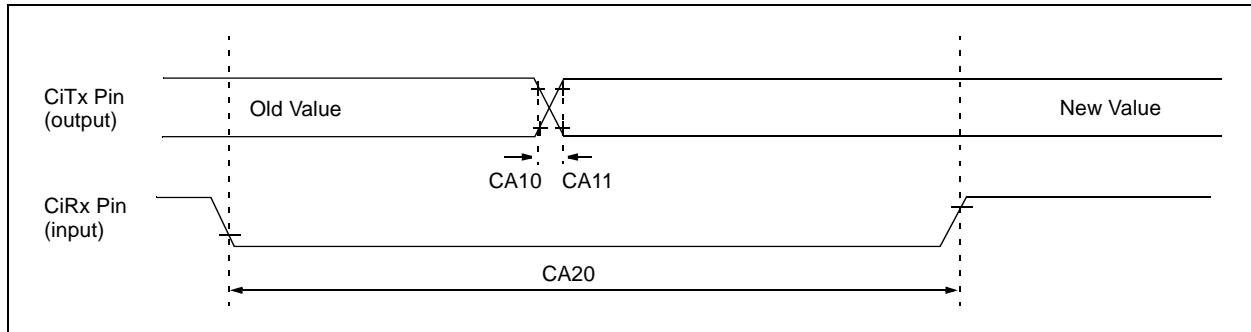 CiTx Pin
(output)
Old Value
New Value
CA10
CA11
CiRx Pin
(input)
CA20